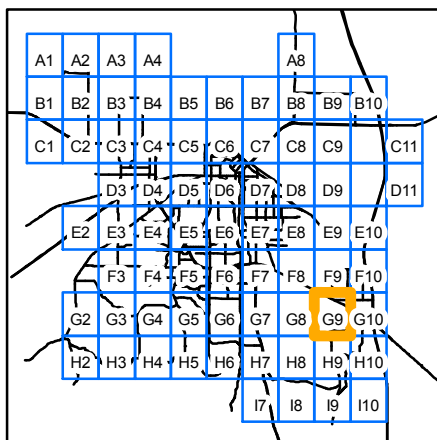 A1 A2 A3 A4 A8
B1 B2 B3 B4 B5 B6 B7 B8 B9 B10
C1 C2 C3 C4 C5 C6 C7 C8 C9 C11
D3 D4 D5 D6 D7 D8 D9 D11
E2 E3 E4 E5 E6 E7 E8 E9 E10
F3 F4 F5 F6 F7 F8 F9 F10
G2 G3 G4 G5 G6 G7 G8 G9 G10
H2 H3 H4 H5 H6 H7 H8 H9 H10
I7 I8 I9 I10